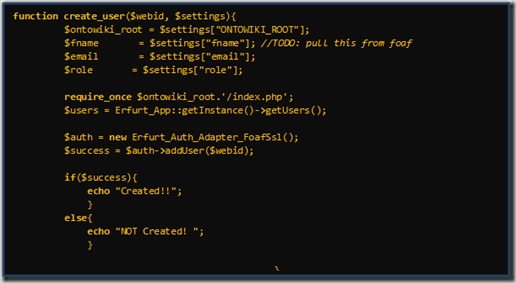 function create_user($webid, $settings){
$ontowiki_root = $settings["ONTOWIKI_ROOT"];
$fname = $settings["fname"]; //TODO: pull this from foaf
$email = $settings["email"];
$role = $settings["role"];
require_once $ontowiki_root.'/index.php';
$users = Erfurt_App::getInstance()->getUsers();
$auth = new Erfurt_Auth_Adapter_FoafSsl();
$success = $auth->addUser($webid);
if($success){
echo "Created!!";
}
else{
echo "NOT Created! ";
}